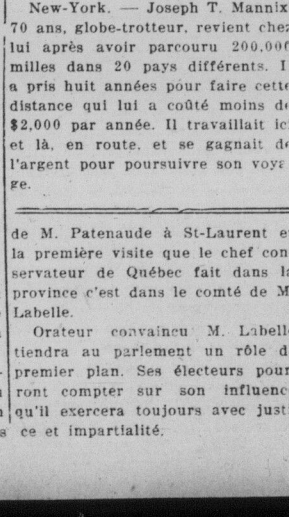 New-York. — Joseph T. Mannix
70 ans, globe-trotteur, revient chez
lui après avoir parcouru 200,000
milles dans 20 pays différents. I
a pris huit années pour faire cette
distance qui lui a coûté moins d
$2,000 par année. Il travaillait ic
et là, en route, et se gagnait d
l'argent pour poursuivre son voya
ge.
de M. Patenaude à St-Laurent e
la première visite que le chef con
servateur de Québec fait dans la
province c'est dans le comté de M
Labelle.
Orateur convaincu M. Labell
tiendra au parlement un rôle d
premier plan. Ses électeurs pour
ront compter sur son influenc
qu'il exercera toujours avec just
ce et impartialité.